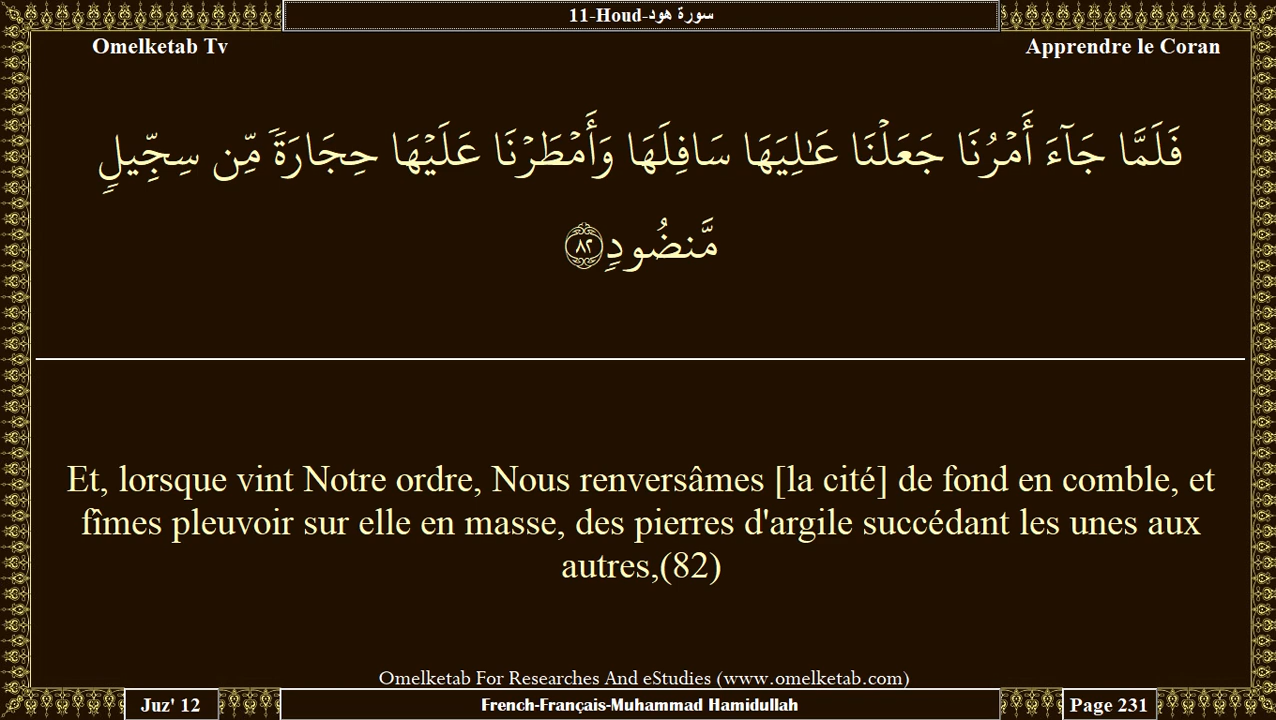 11-Houd-سورة هود
Omelketab Tv
Apprendre le Coran
فَلَمَّا جَآءَ أَمْرُنَا جَعَلْنَا عَٰلِيَهَا سَافِلَهَا وَأَمْطَرْنَا عَلَيْهَا حِجَارَةً مِّن سِجِّيلٍ
مَّنضُودٍ ٨٢
Et, lorsque vint Notre ordre, Nous renversâmes [la cité] de fond en comble, et
fîmes pleuvoir sur elle en masse, des pierres d'argile succédant les unes aux
autres,(82)
Omelketab For Researches And eStudies (www.omelketab.com)
Juz' 12
French-Français-Muhammad Hamidullah
Page 231